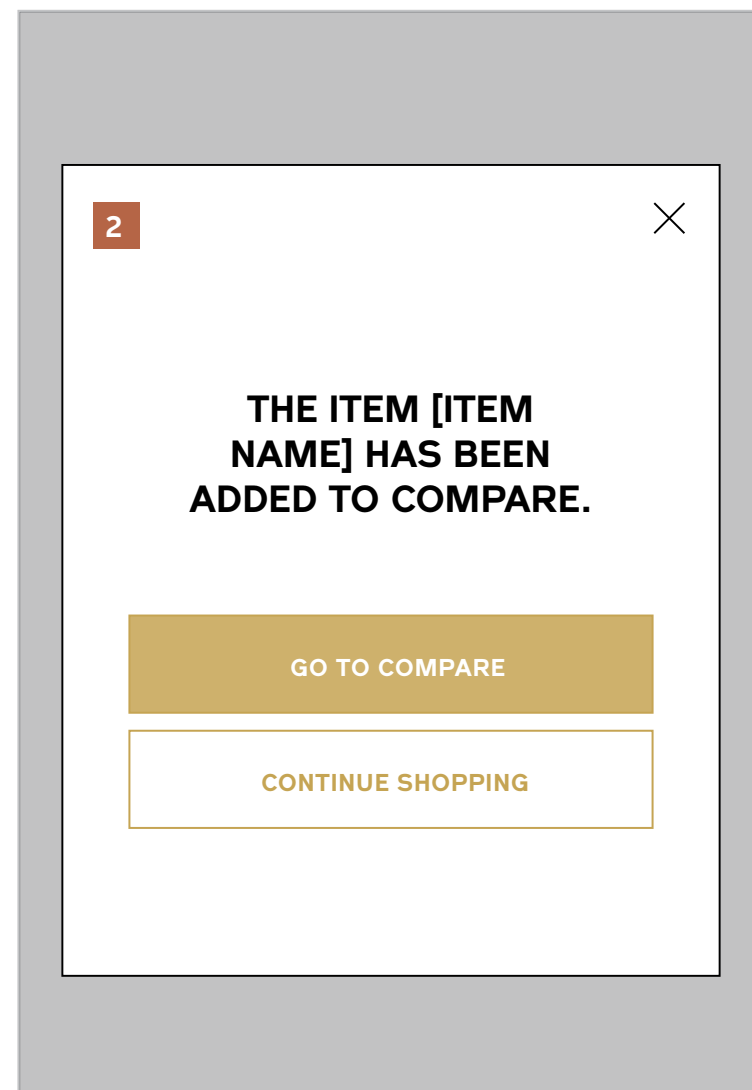 2
THE ITEM [ITEM
NAME] HAS BEEN
ADDED TO COMPARE.
GO TO COMPARE
CONTINUE SHOPPING